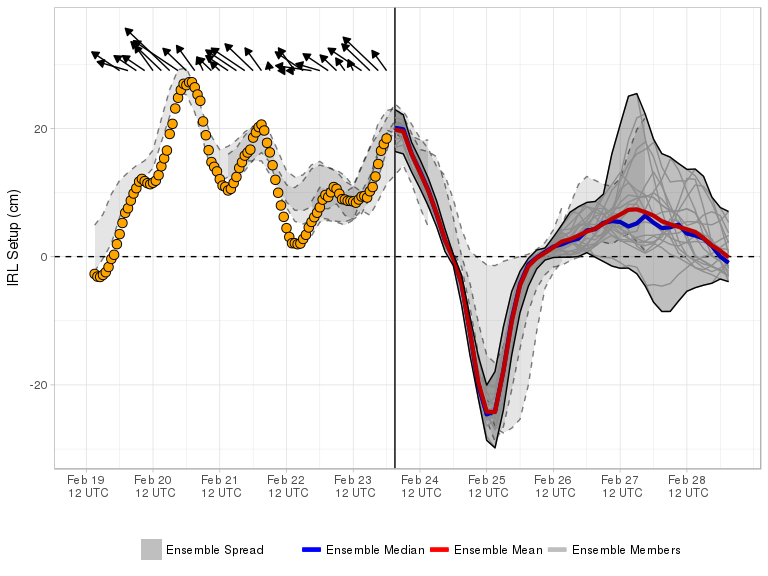 IRL Setup (cm)
20
0
-20
Feb 19 Feb 20 Feb 21 Feb 22 Feb 23 Feb 24 Feb 25 Feb 26 Feb 27 Feb 28
12 UTC 12 UTC 12 UTC 12 UTC 12 UTC 12 UTC 12 UTC 12 UTC 12 UTC 12 UTC
Ensemble Spread Ensemble Median Ensemble Mean Ensemble Members